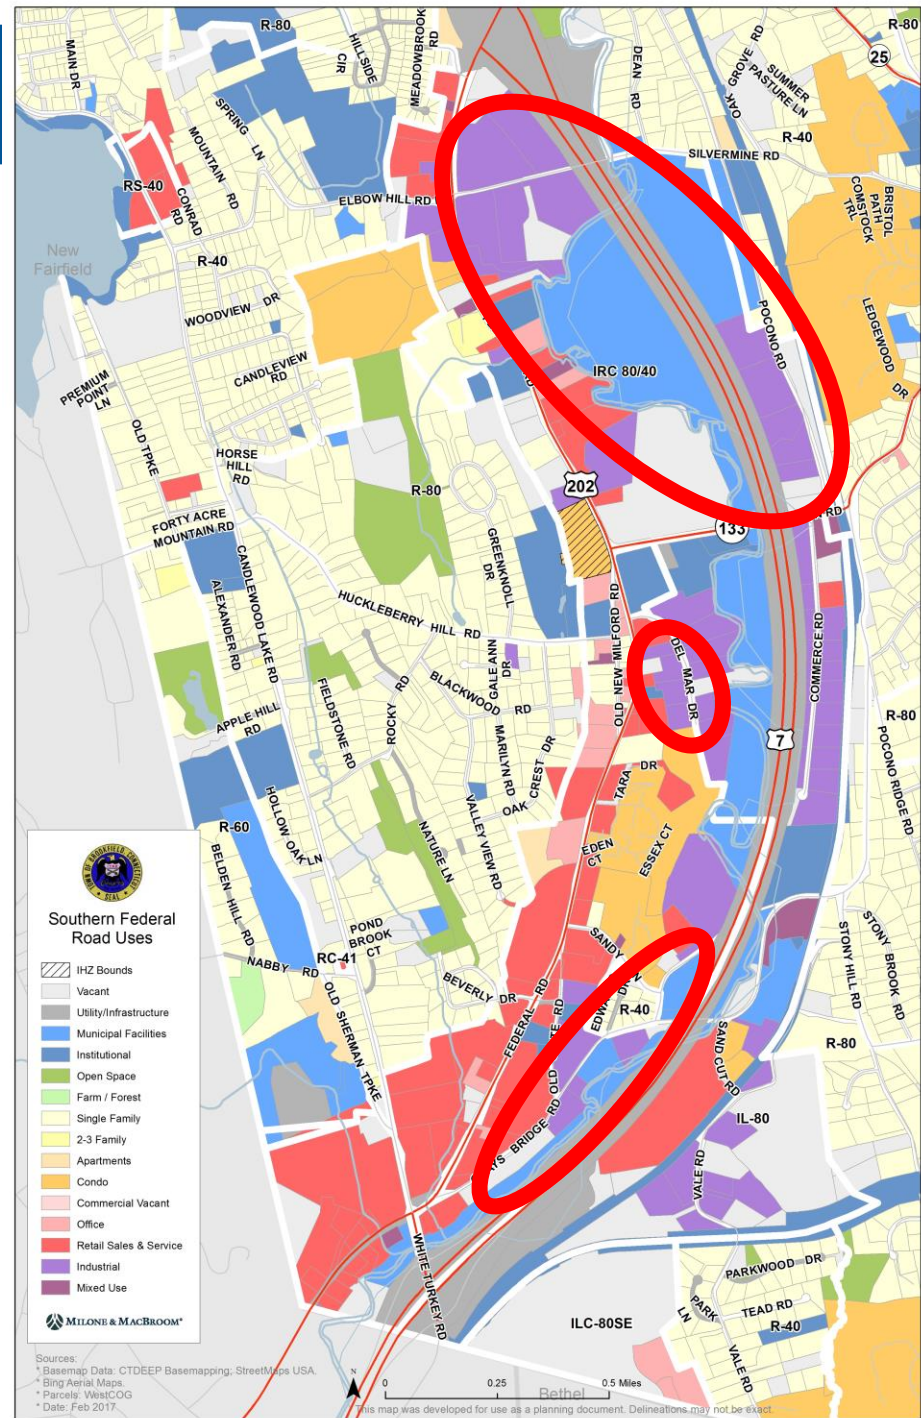 R-80
MAIN DR
HILLSIDE
CIR
MEADOWBROOK
RD
DEAN RD
OAK GROVE RD
SUMMER
PASTURE LN
R-80
25
SPRING LN
MOUNTAIN RD
R-40
SILVERMINE RD
RS-40
CONRAD
RD
ELBOW HILL RD
BRISTOL
PATH
COMSTOCK
TRL
New
Fairfield
R-40
WOODVIEW DR
POCONO RD
LEDGEWOOD DR
CANDLEVIEW
RD
IRC 80/40
PREMIUM
POINT
LN
OLD TPKE
HORSE
HILL
RD
R-80
202
FORTY ACRE
MOUNTAIN RD
GREENKNOLL
DR
133
RD
CANDLEWOOD LAKE RD
ALEXANDER RD
HUCKLEBERRY HILL RD
OLD NEW MILFORD RD
DEL MAR DR
COMMERCE RD
GALE ANN
DR
BLACKWOOD RD
FIELDSTONE RD
ROCKY RD
APPLE HILL
RD
MARILYN RD
OAK CREST DR
R-80
7
POCONO RIDGE RD
TARA DR
HOLLOW OAK LN
R-60
BELDEN HILL RD
NATURE LN
VALLEY VIEW RD
EDEN
CT
ESSEX CT
Southern Federal
Road Uses
TOWN OF BROOKFIELD, CONNECTICUT
SEAL
POND
BROOK
CT
RC-41
NABBY RD
BEVERLY DR
SANDY LN
STONY HILL RD
STONY BROOK RD
OLD SHERMAN TPKE
FEDERAL RD
R-40
SAND CUT RD
R-80
IHZ Bounds
Vacant
Utility/Infrastructure
Municipal Facilities
Institutional
Open Space
Farm / Forest
Single Family
2-3 Family
Apartments
Condo
Commercial Vacant
Office
Retail Sales & Service
Industrial
Mixed Use
MILONE & MACBROOM®
BRIDGE RD
OLD
IL-80
VALE RD
WHITE TURKEY RD
PARKWOOD DR
PARK
LN
TEAD RD
ILC-80SE
R-40
VALE RD
Sources:
* Basemap Data: CTDEEP Basemapping; StreetMaps USA.
* Bing Aerial Maps.
* Parcels: WestCOG
* Date: Feb 2017
N
0 0.25 0.5 Miles
Bethel
This map was developed for use as a planning document. Delineations may not be exact.